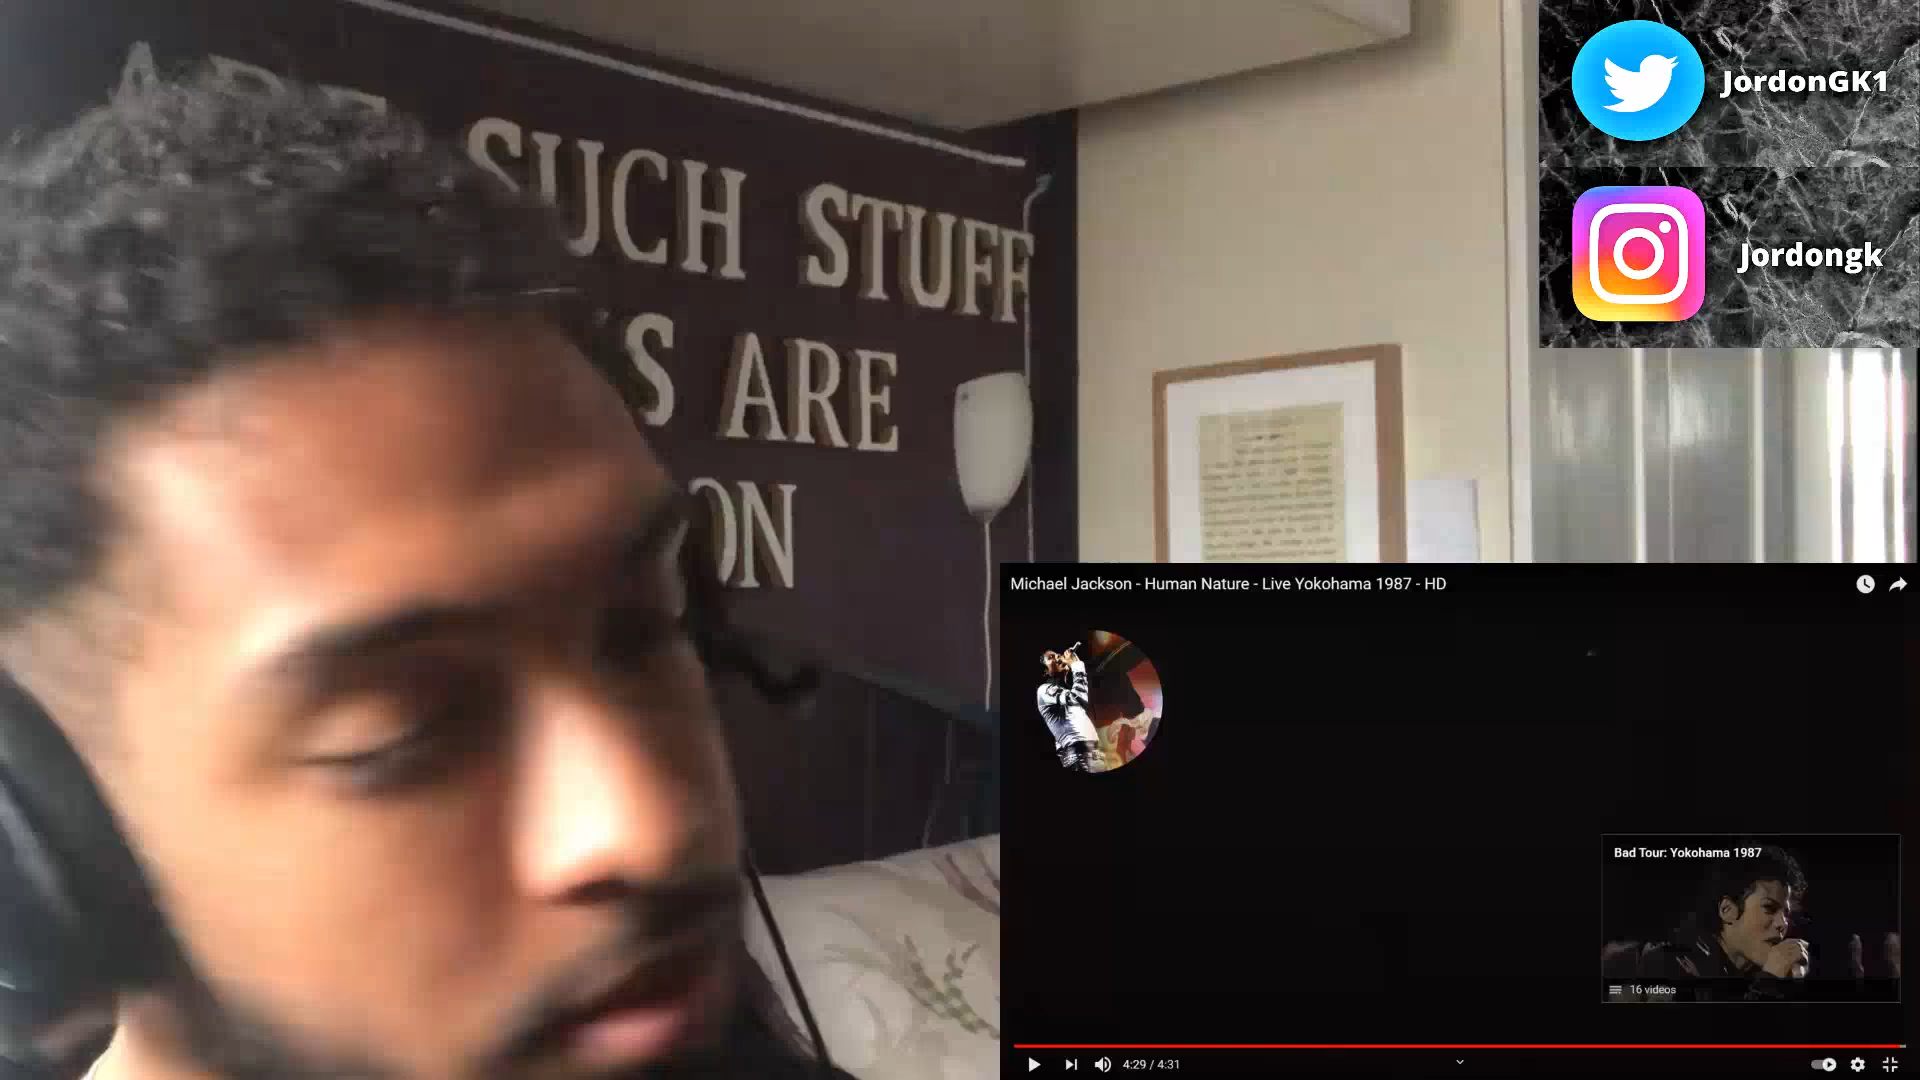 SUCH STUFF
S ARE
ON
JordonGK1
Jordongk
Michael Jackson - Human Nature - Live Yokohama 1987 - HD
Bad Tour: Yokohama 1987
16 videos
4:29 / 4:31